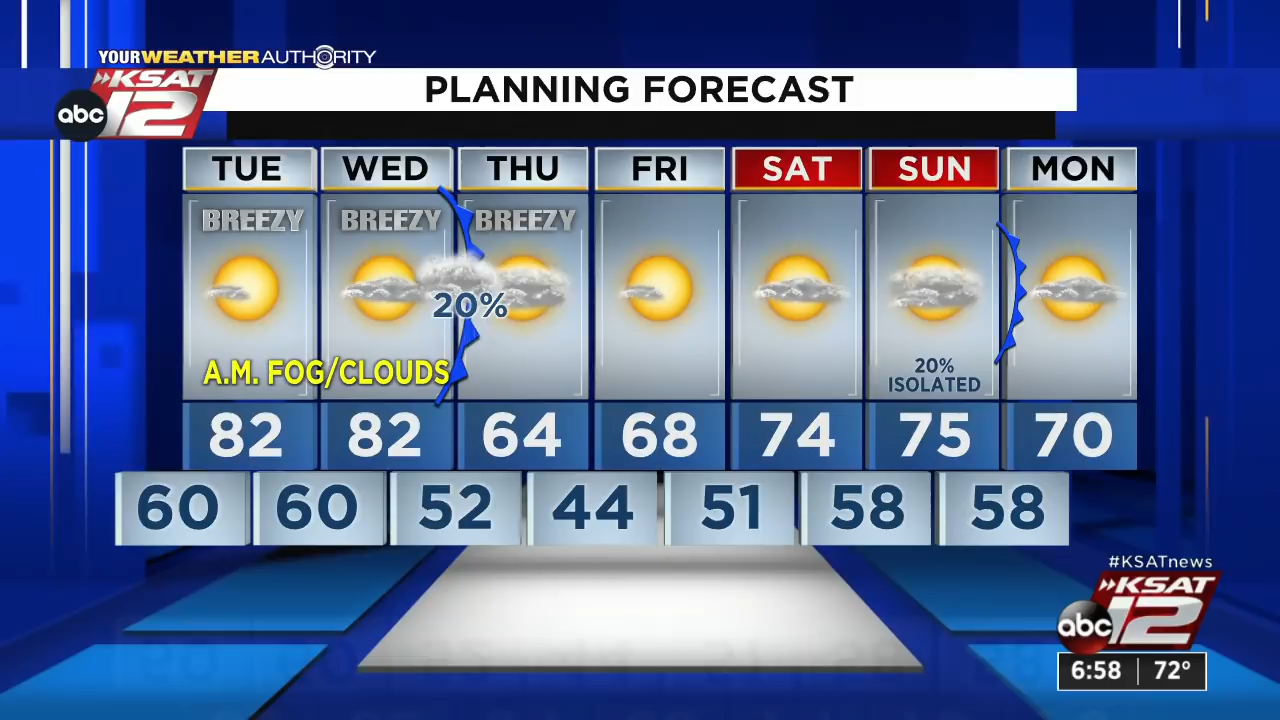 YOURWEATHERAUTHORITY
KSAT
abc 12
PLANNING FORECAST
TUE WED THU FRI SAT SUN MON
BREEZY BREEZY BREEZY
20%
A.M. FOG/CLOUDS
20%
ISOLATED
82 82 64 68 74 75 70
60 60 52 44 51 58 58
#KSATnews
KSAT
abc 12
6:58 72°